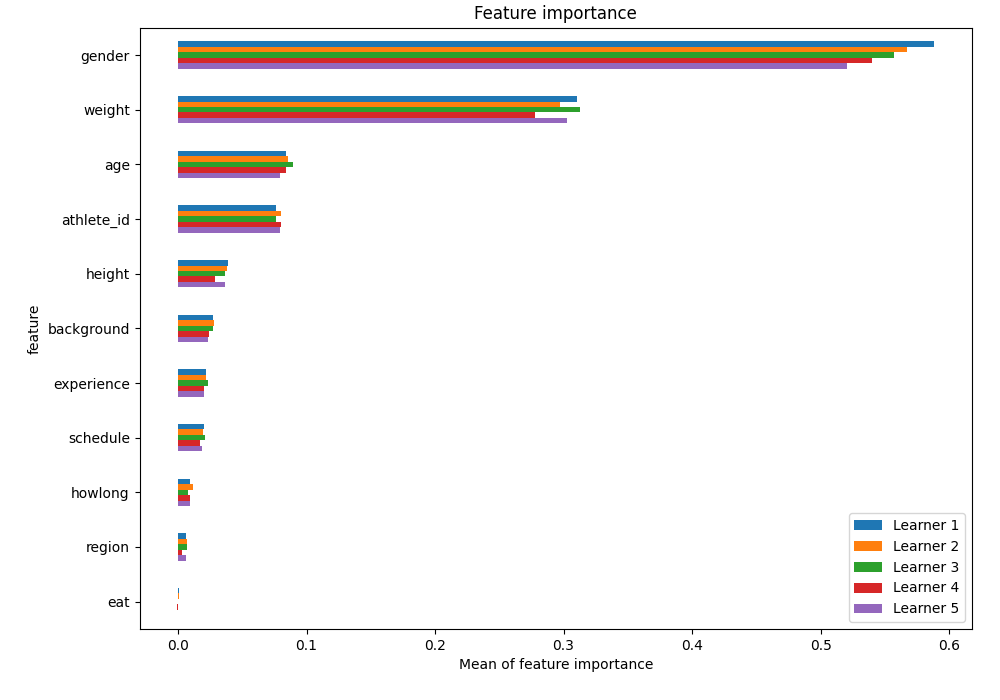 Feature importance
gender
weight
age
athlete_id
height
background
experience
schedule
howlong
region
eat
feature
0.0 0.1 0.2 0.3 0.4 0.5 0.6
Mean of feature importance
Learner 1
Learner 2
Learner 3
Learner 4
Learner 5